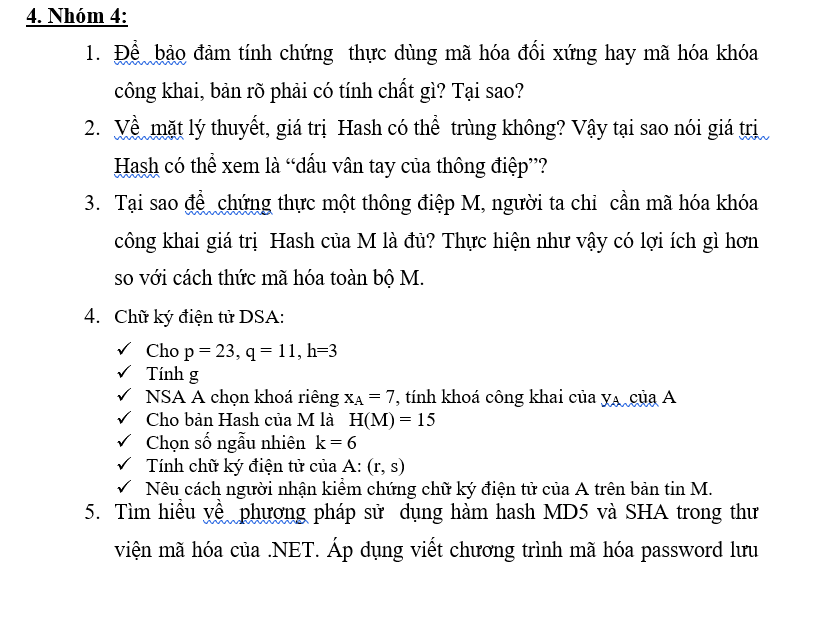 4. Nhóm 4:
1. Để bảo đảm tính chứng thực dùng mã hóa đối xứng hay mã hóa khóa
công khai, bản rõ phải có tính chất gì? Tại sao?
2. Về mặt lý thuyết, giá trị Hash có thể trùng không? Vậy tại sao nói giá trị
Hash có thể xem là “dấu vân tay của thông điệp”?
3. Tại sao để chứng thực một thông điệp M, người ta chỉ cần mã hóa khóa
công khai giá trị Hash của M là đủ? Thực hiện như vậy có lợi ích gì hơn
so với cách thức mã hóa toàn bộ M.
4. Chữ ký điện tử DSA:
✓ Cho p = 23, q = 11, h=3
✓ Tính g
✓ NSA A chọn khoá riêng xA = 7, tính khoá công khai của yA của A
✓ Cho bản Hash của M là H(M) = 15
✓ Chọn số ngẫu nhiên k = 6
✓ Tính chữ ký điện tử của A: (r, s)
✓ Nêu cách người nhận kiểm chứng chữ ký điện tử của A trên bản tin M.
5. Tìm hiểu về phương pháp sử dụng hàm hash MD5 và SHA trong thư
viện mã hóa của .NET. Áp dụng viết chương trình mã hóa password lưu